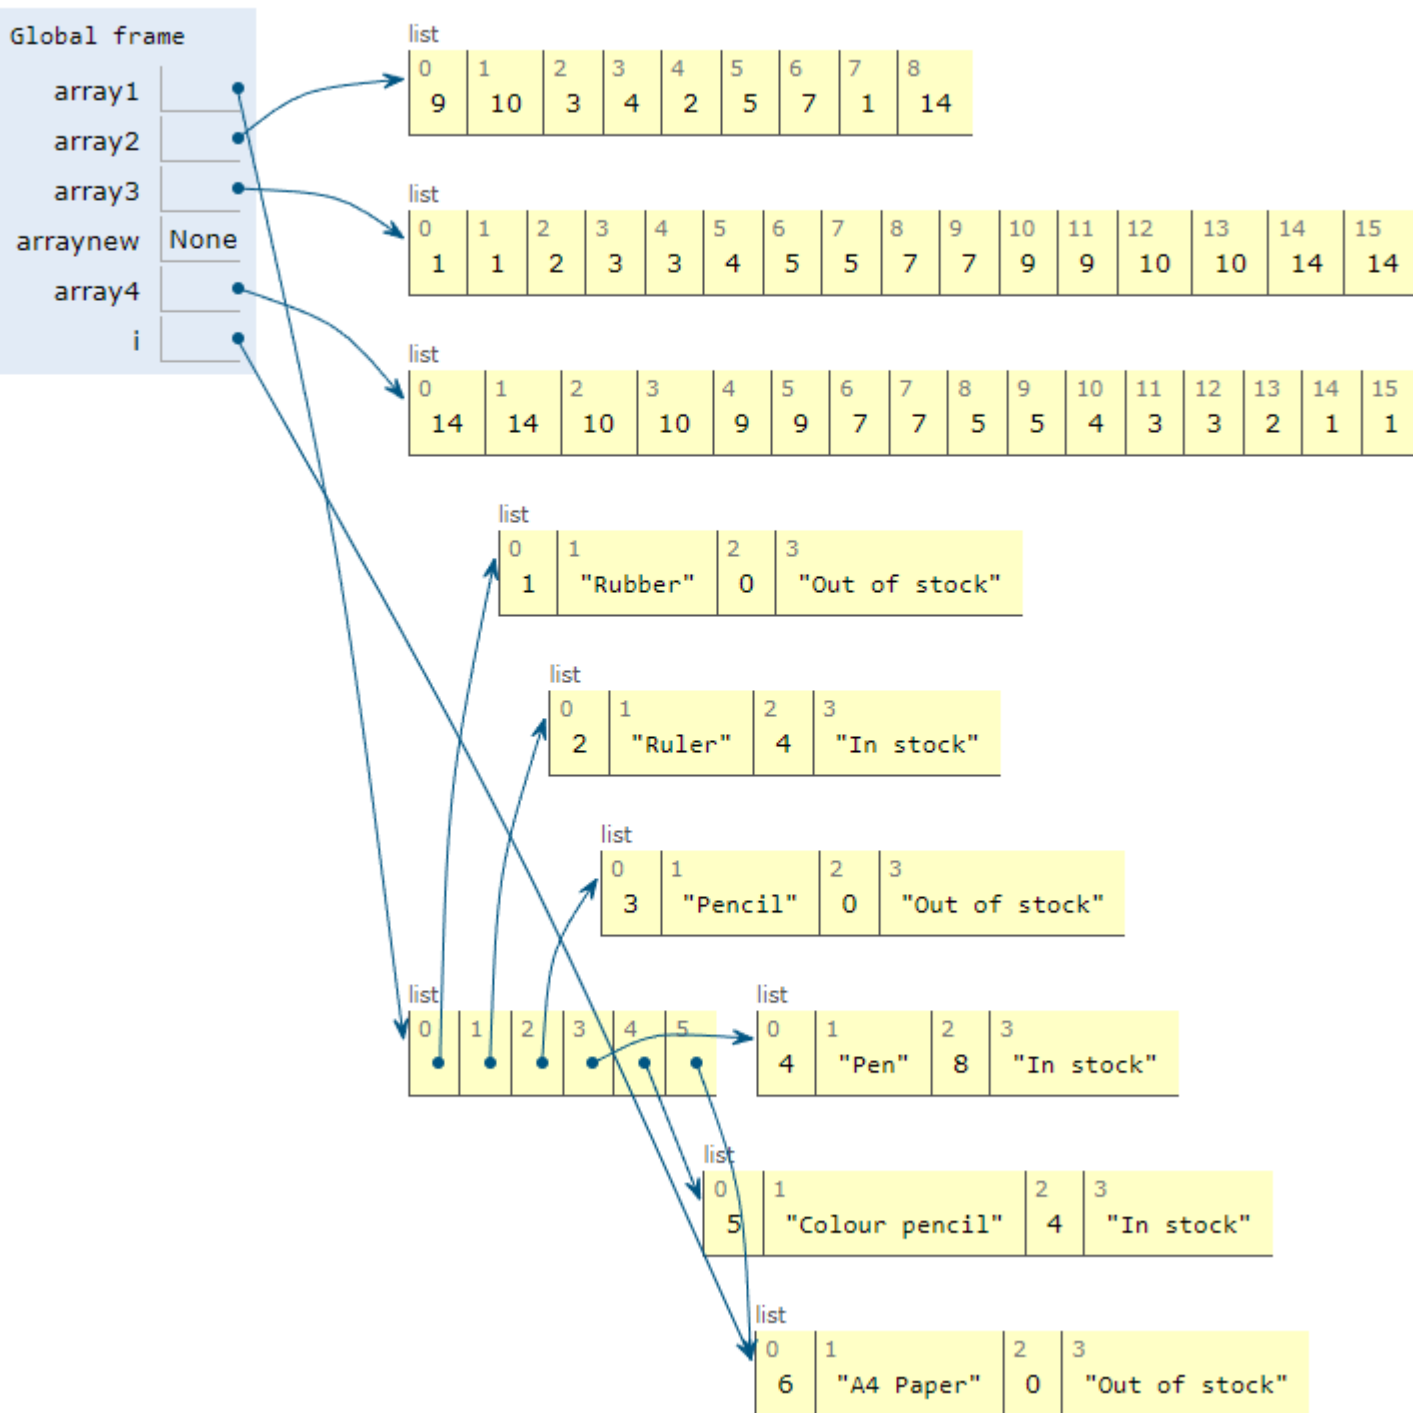 Global frame
array1
array2
array3
arraynew None
array4
i
list
0 1 2 3 4 5 6 7 8
9 10 3 4 2 5 7 1 14
list
0 1 2 3 4 5 6 7 8 9 10 11 12 13 14 15
1 1 2 3 3 4 5 5 7 7 9 9 10 10 14 14
list
0 1 2 3 4 5 6 7 8 9 10 11 12 13 14 15
14 14 10 10 9 9 7 7 5 5 4 3 3 2 1 1
list
0 1 2 3
1 "Rubber" 0 "Out of stock"
list
0 1 2 3
2 "Ruler" 4 "In stock"
list
0 1 2 3
3 "Pencil" 0 "Out of stock"
list
0 1 2 3 4 5
list
0 1 2 3
4 "Pen" 8 "In stock"
list
0 1 2 3
5 "Colour pencil" 4 "In stock"
list
0 1 2 3
6 "A4 Paper" 0 "Out of stock"